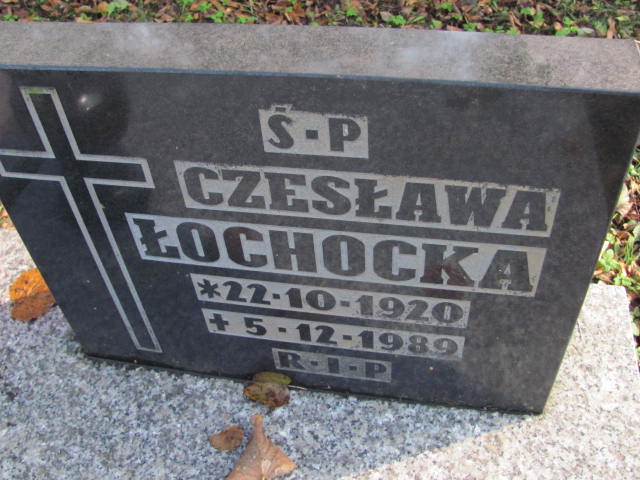 Ś-P
CZESŁAWA
ŁOCHOCKA
*22-10-1920
✝5-12-1989
R-I-P